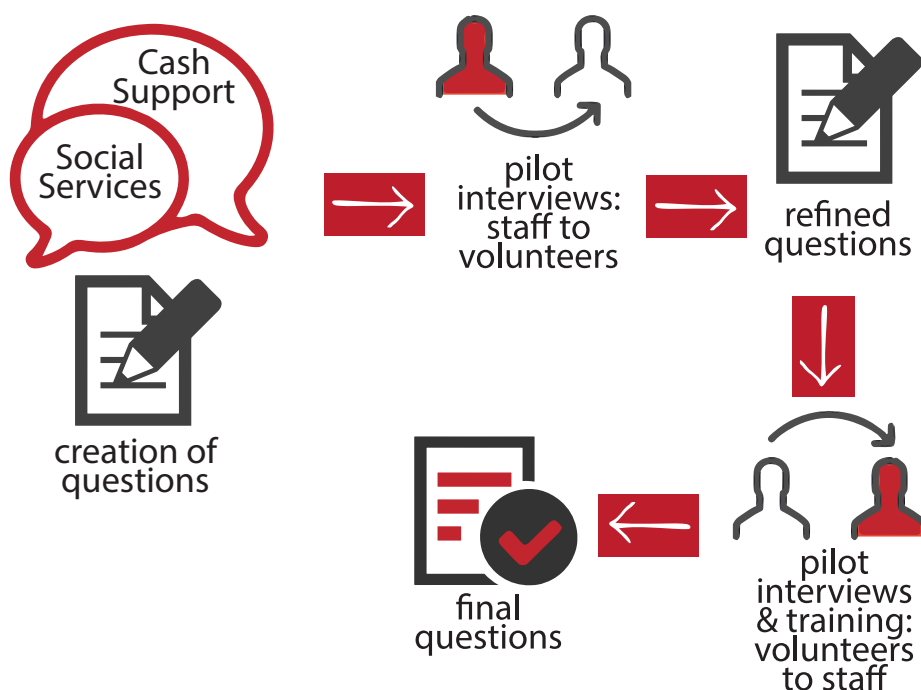 Cash
Support
Social
Services
creation of
questions
pilot
interviews:
staff to
volunteers
refined
questions
pilot
interviews
& training:
volunteers
to staff
final
questions